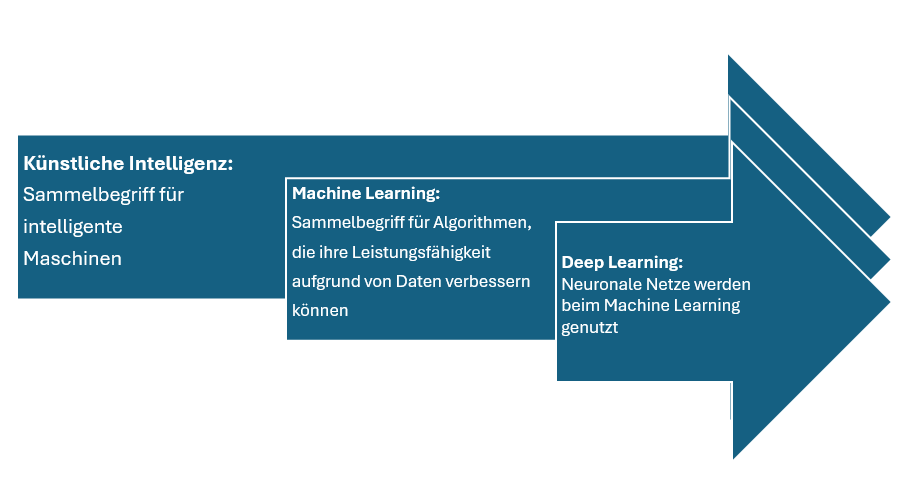 Künstliche Intelligenz:
Sammelbegriff für
intelligente
Maschinen
Machine Learning:
Sammelbegriff für Algorithmen,
die ihre Leistungsfähigkeit
aufgrund von Daten verbessern
können
Deep Learning:
Neuronale Netze werden
beim Machine Learning
genutzt